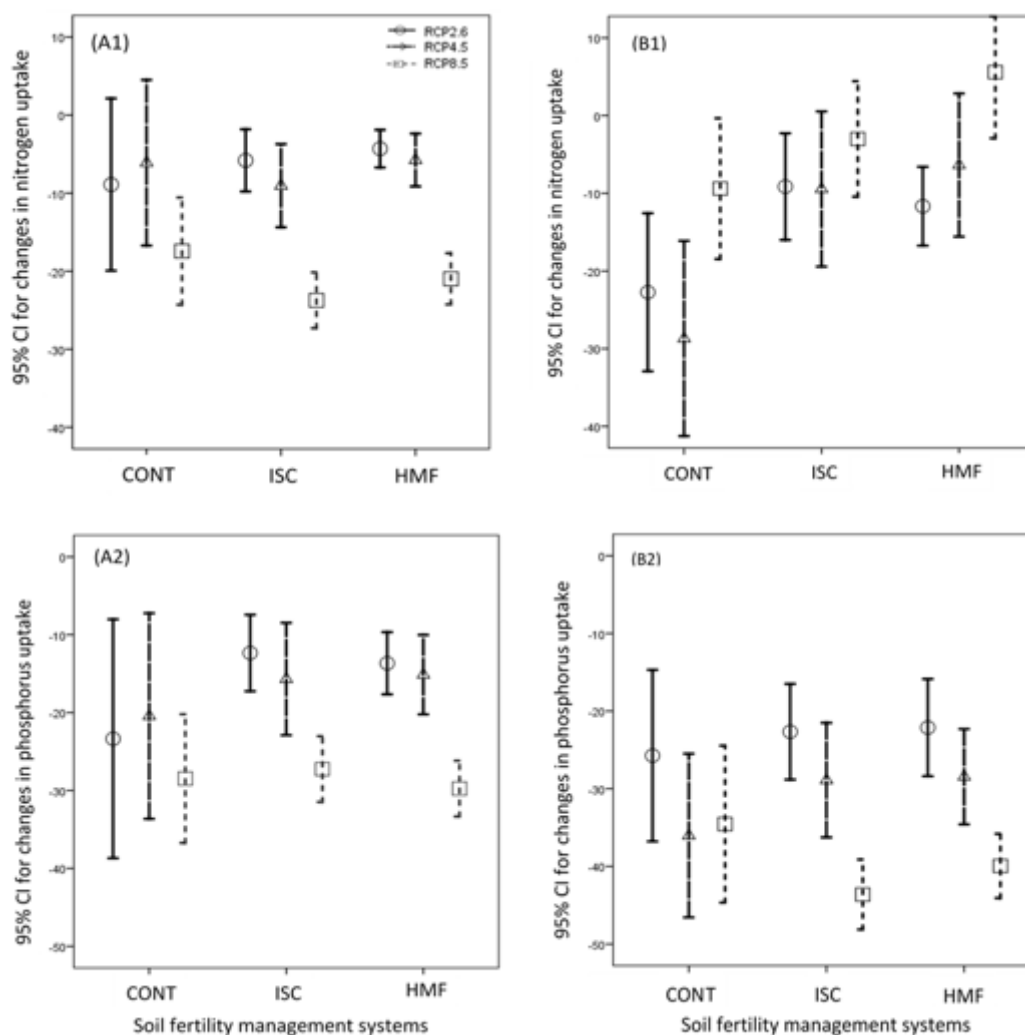 (A1)
RCP2.6
RCP4.5
RCP8.5
95% CI for changes in nitrogen uptake
10
0
-10
-20
-30
-40
CONT ISC HMF
(B1)
95% CI for changes in nitrogen uptake
10
0
-10
-20
-30
-40
CONT ISC HMF
(A2)
95% CI for changes in phosphorus uptake
-0
-10
-20
-30
-40
-50
CONT ISC HMF
Soil fertility management systems
(B2)
95% CI for changes in phosphorus uptake
-0
-10
-20
-30
-40
-50
CONT ISC HMF
Soil fertility management systems